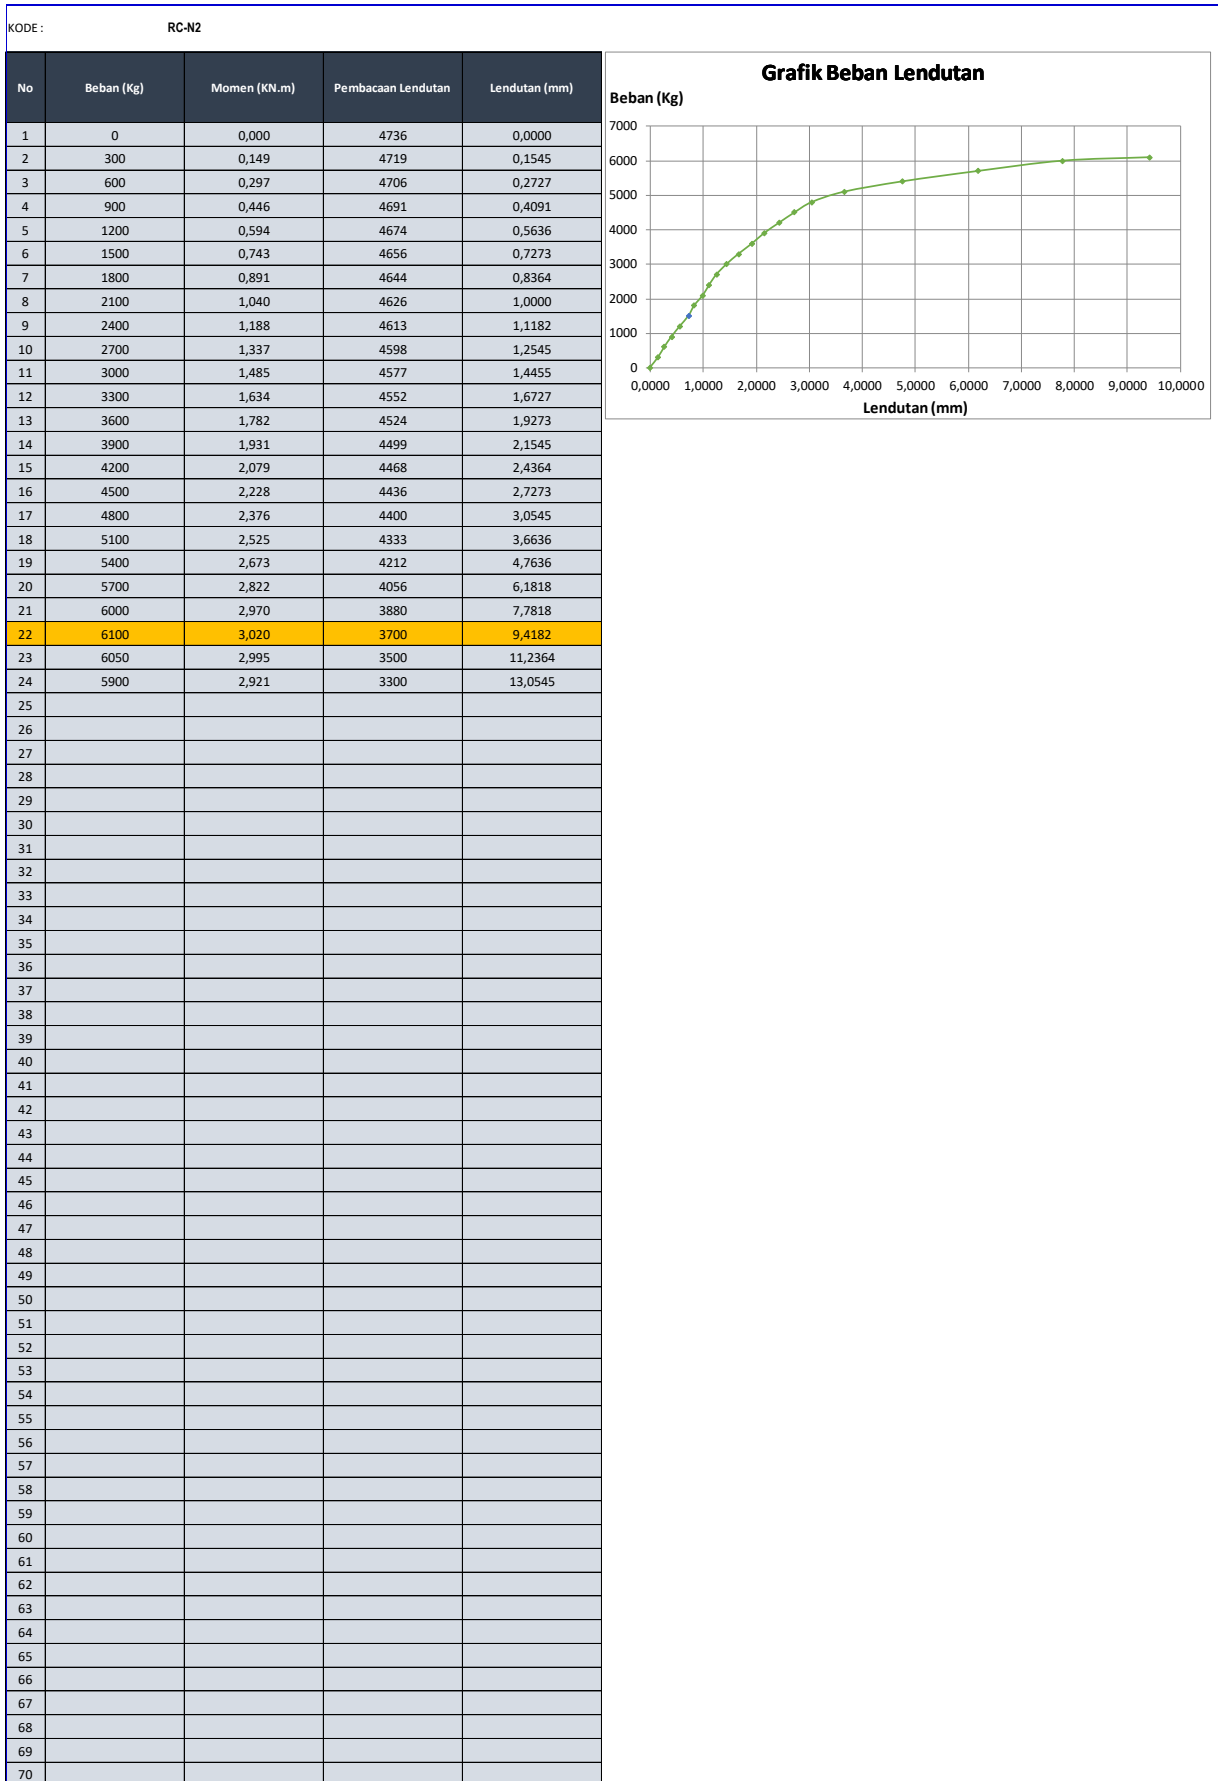 KODE : RC-N2
No Beban (Kg) Momen (KN.m) Pembacaan Lendutan Lendutan (mm)
1 0 0,000 4736 0,0000
2 300 0,149 4719 0,1545
3 600 0,297 4706 0,2727
4 900 0,446 4691 0,4091
5 1200 0,594 4674 0,5636
6 1500 0,743 4656 0,7273
7 1800 0,891 4644 0,8364
8 2100 1,040 4626 1,0000
9 2400 1,188 4613 1,1182
10 2700 1,337 4598 1,2545
11 3000 1,485 4577 1,4455
12 3300 1,634 4552 1,6727
13 3600 1,782 4524 1,9273
14 3900 1,931 4499 2,1545
15 4200 2,079 4468 2,4364
16 4500 2,228 4436 2,7273
17 4800 2,376 4400 3,0545
18 5100 2,525 4333 3,6636
19 5400 2,673 4212 4,7636
20 5700 2,822 4056 6,1818
21 6000 2,970 3880 7,7818
22 6100 3,020 3700 9,4182
23 6050 2,995 3500 11,2364
24 5900 2,921 3300 13,0545
25
26
27
28
29
30
31
32
33
34
35
36
37
38
39
40
41
42
43
44
45
46
47
48
49
50
51
52
53
54
55
56
57
58
59
60
61
62
63
64
65
66
67
68
69
70
Grafik Beban Lendutan
Beban (Kg)
7000
6000
5000
4000
3000
2000
1000
0
0,0000 1,0000 2,0000 3,0000 4,0000 5,0000 6,0000 7,0000 8,0000 9,0000 10,0000
Lendutan (mm)